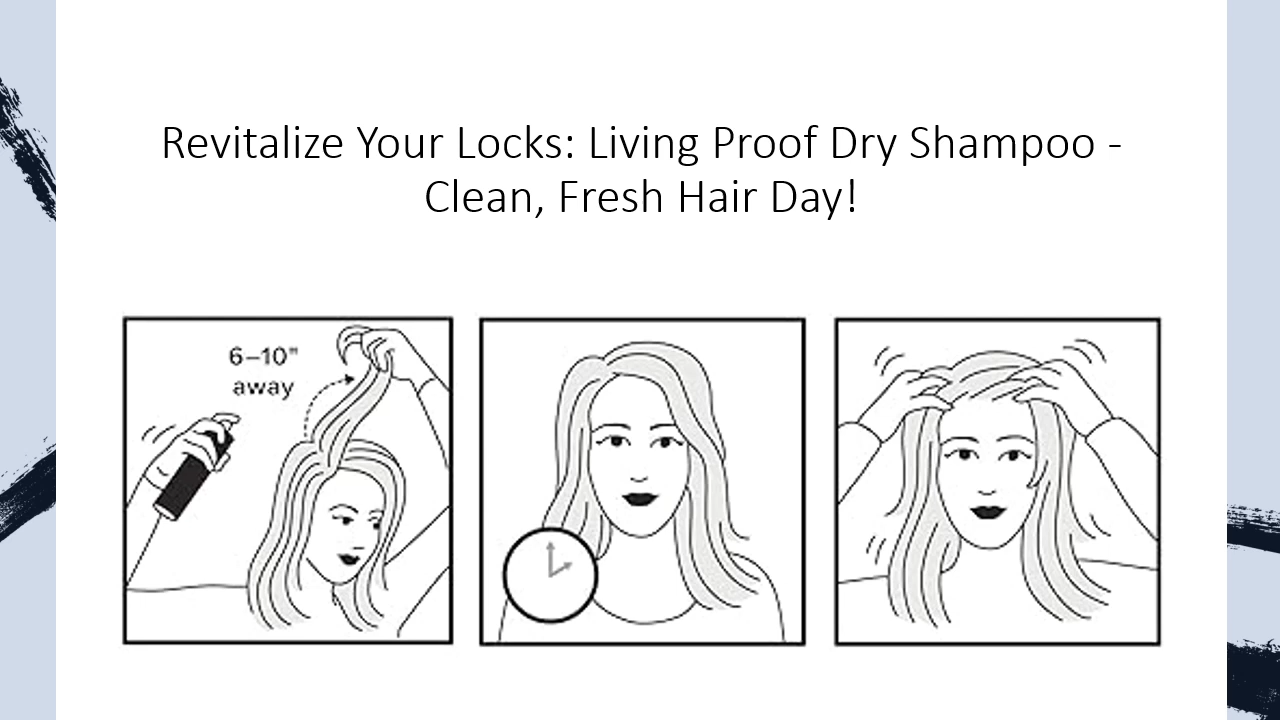 Revitalize Your Locks: Living Proof Dry Shampoo -
Clean, Fresh Hair Day!
6–10"
away